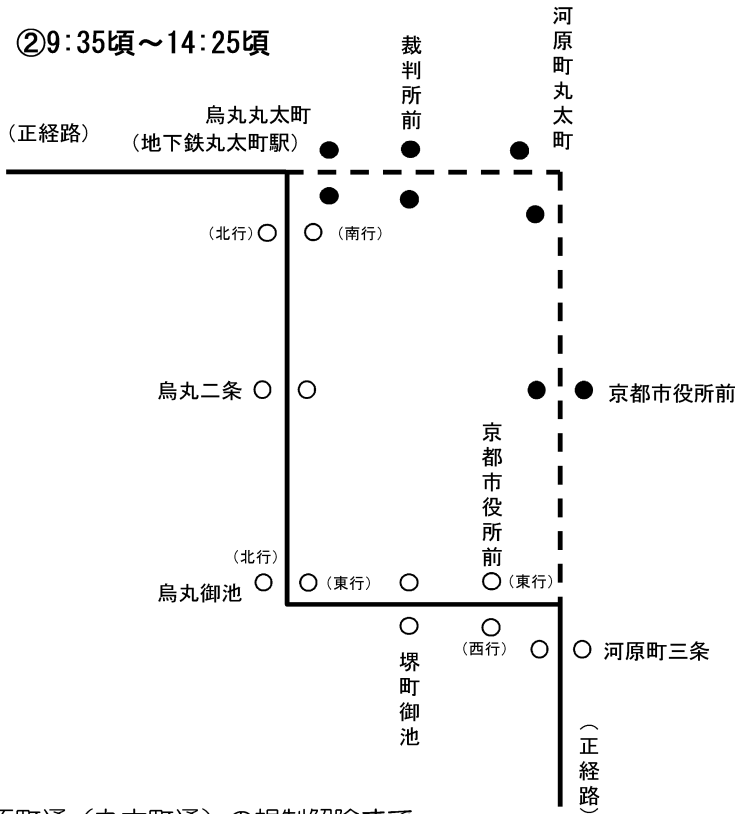 ②9:35頃～14:25頃
河原町丸太町
裁判所前
烏丸丸太町
（地下鉄丸太町駅）
（正経路）
（北行）
（南行）
烏丸二条
京都市役所前
京都市役所前
（北行）
烏丸御池
（東行）
（東行）
（西行）
河原町三条
堺町御池
（正経路）